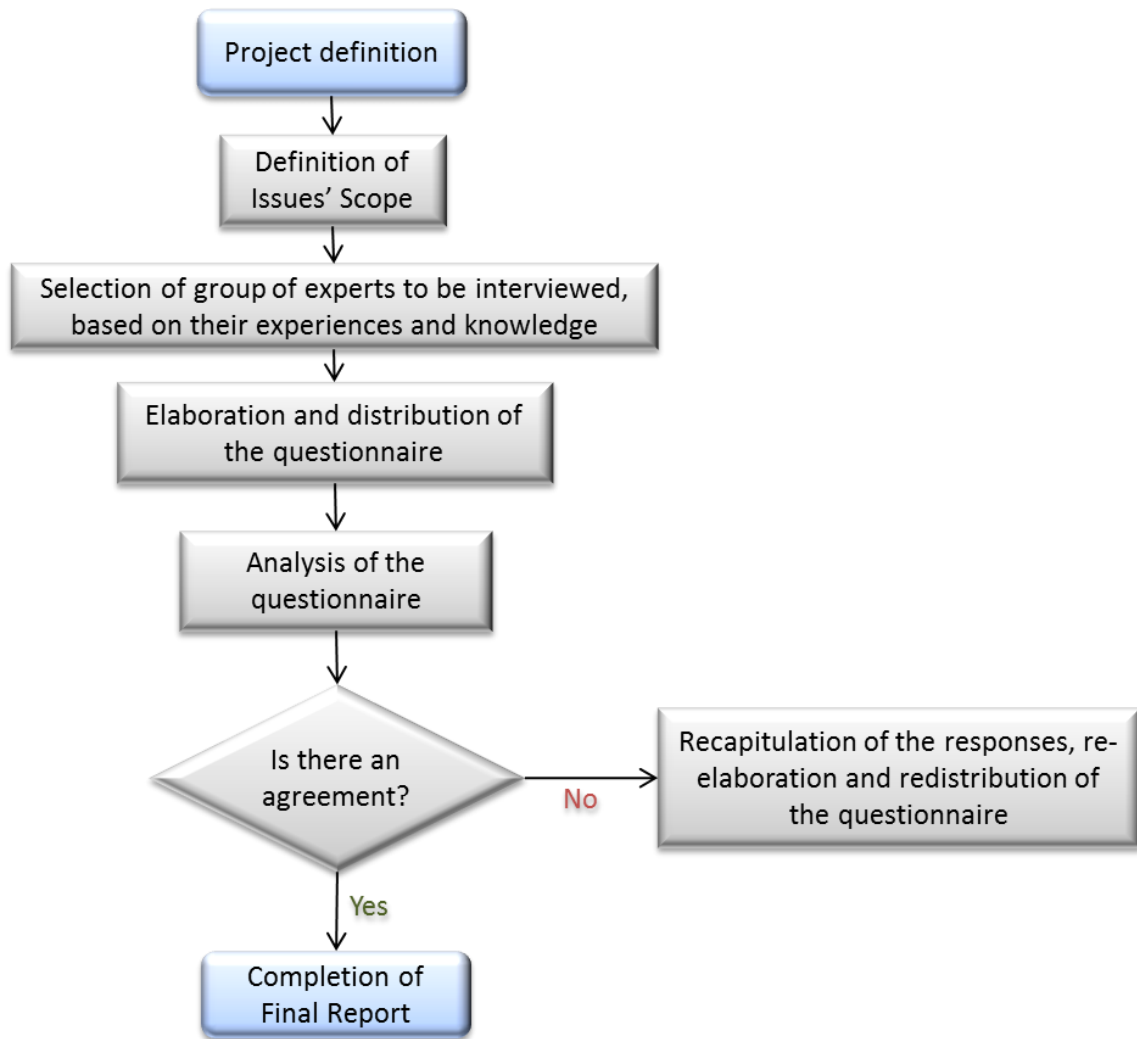 Project definition
Definition of
Issues’ Scope
Selection of group of experts to be interviewed,
based on their experiences and knowledge
Elaboration and distribution of
the questionnaire
Analysis of the
questionnaire
Is there an
agreement?
No
Recapitulation of the responses, re-
elaboration and redistribution of
the questionnaire
Yes
Completion of
Final Report